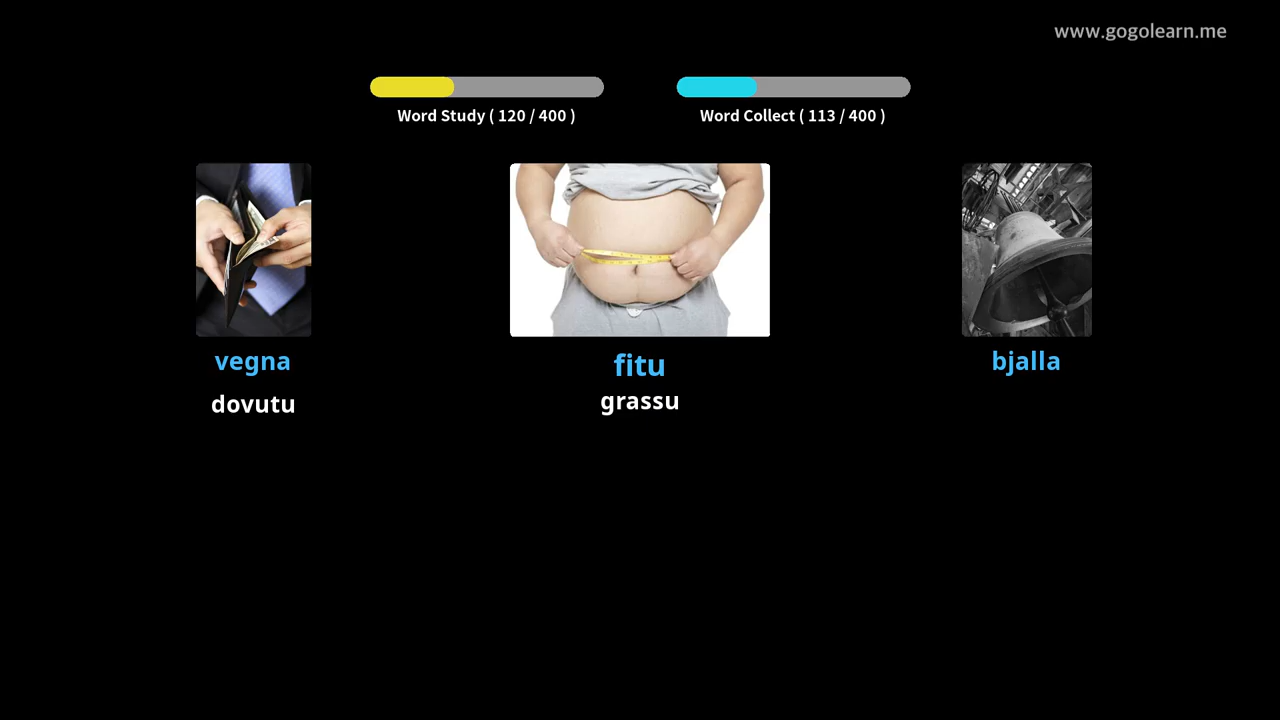 www.gogolearn.me
Word Study ( 120 / 400 )
Word Collect ( 113 / 400 )
vegna
dovutu
fitu
grassu
bjalla